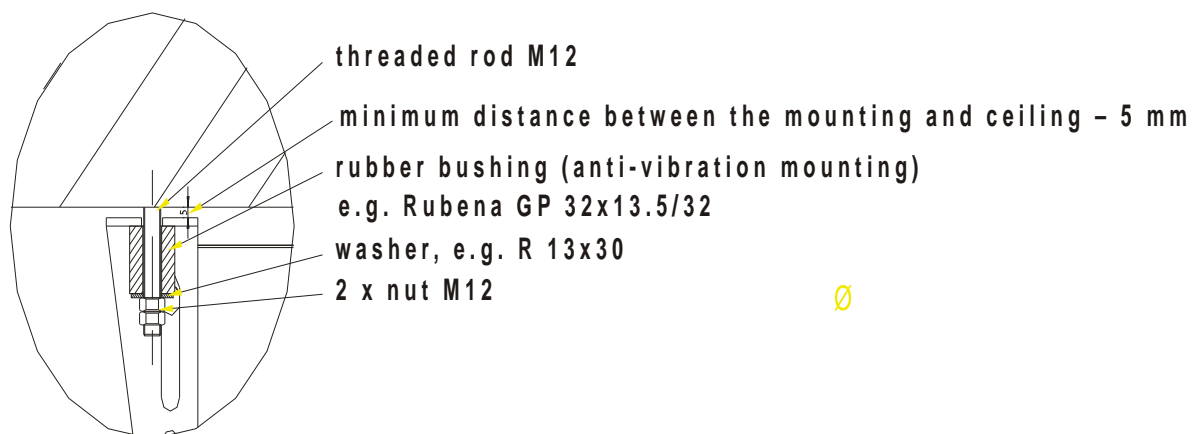 threaded rod M12
minimum distance between the mounting and ceiling – 5 mm
rubber bushing (anti-vibration mounting)
e.g. Rubena GP 32x13.5/32
5
washer, e.g. R 13x30
2 x nut M12
Ø